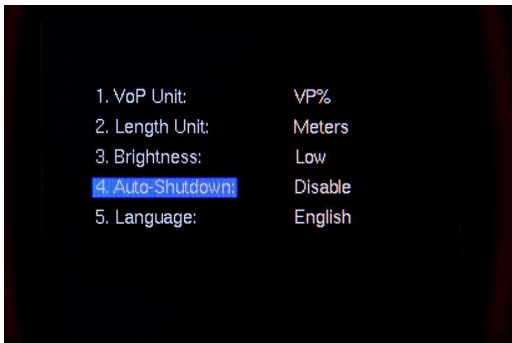 1. VoP Unit: VP%
2. Length Unit: Meters
3. Brightness: Low
4. Auto-Shutdown: Disable
5. Language: English